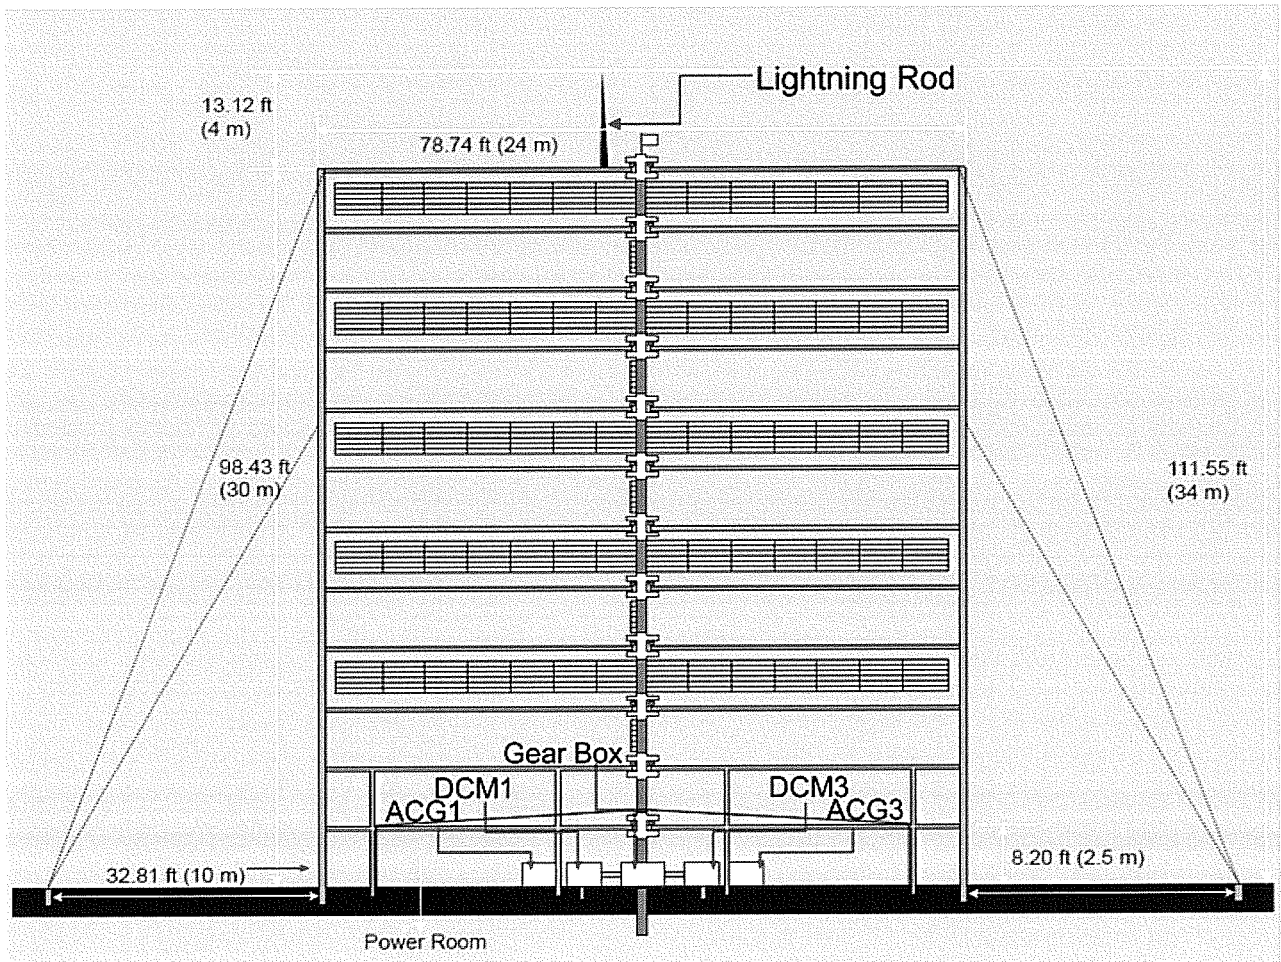 Lightning Rod
13.12 ft
(4 m)
78.74 ft (24 m)
98.43 ft
(30 m)
111.55 ft
(34 m)
Gear Box
DCM1
DCM3
ACG1
ACG3
8.20 ft (2.5 m)
32.81 ft (10 m)
Power Room